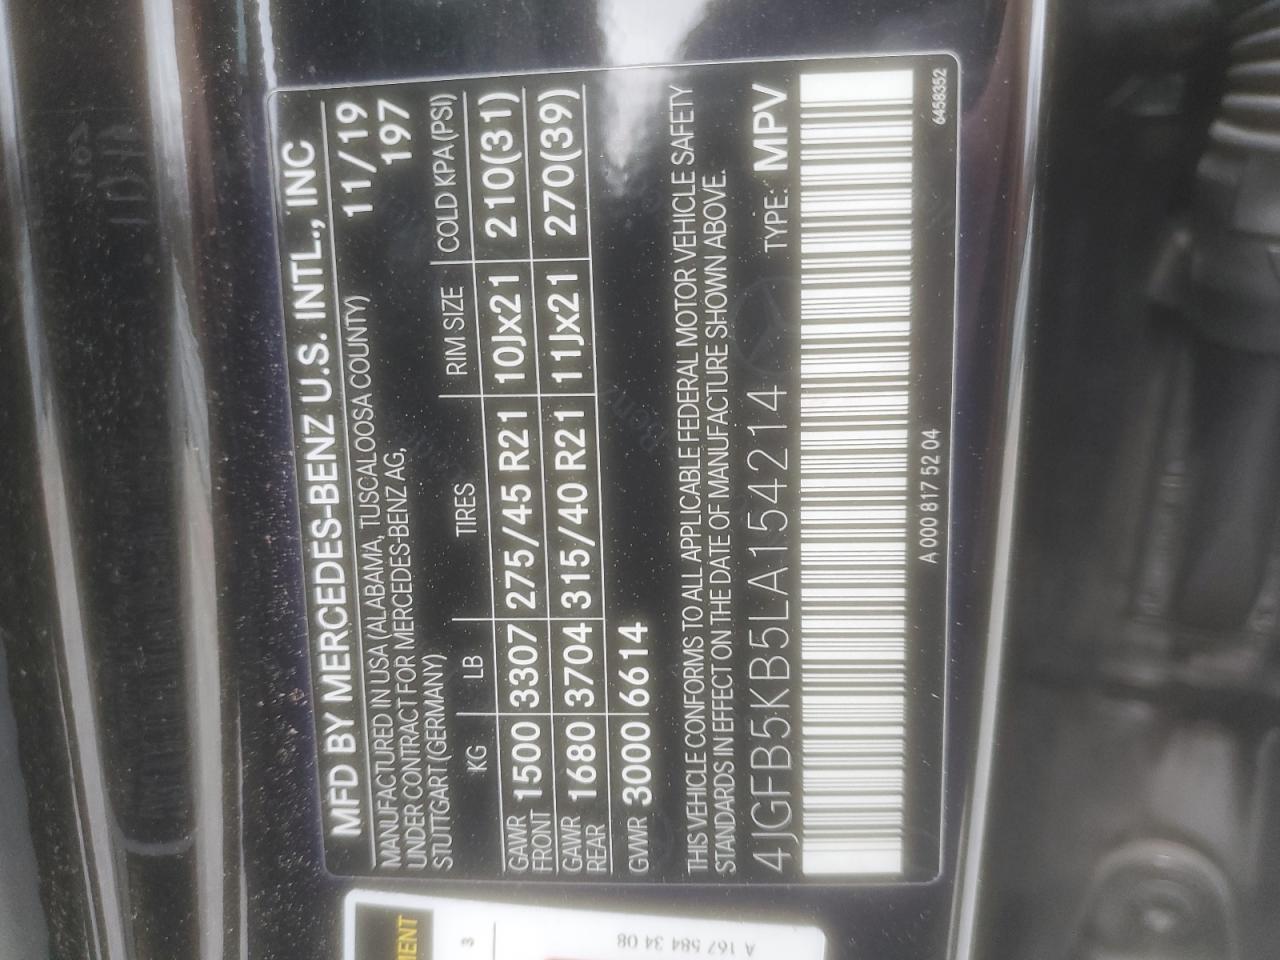 MFD BY MERCEDES-BENZ U.S. INTL., INC
MANUFACTURED IN USA (ALABAMA, TUSCALOOSA COUNTY) 11/19
UNDER CONTRACT FOR MERCEDES-BENZ AG, 197
STUTTGART (GERMANY)
KG LB TIRES RIM SIZE COLD KPA (PSI)
GAWR FRONT 1500 3307 275/45 R21 10Jx21 210(31)
GAWR REAR 1680 3704 315/40 R21 11Jx21 270(39)
GVWR 3000 6614
THIS VEHICLE CONFORMS TO ALL APPLICABLE FEDERAL MOTOR VEHICLE SAFETY
STANDARDS IN EFFECT ON THE DATE OF MANUFACTURE SHOWN ABOVE.
4JGFB5KB5LA154214 TYPE: MPV
A 000 817 52 04 6458352
3
A 167 584 34 08